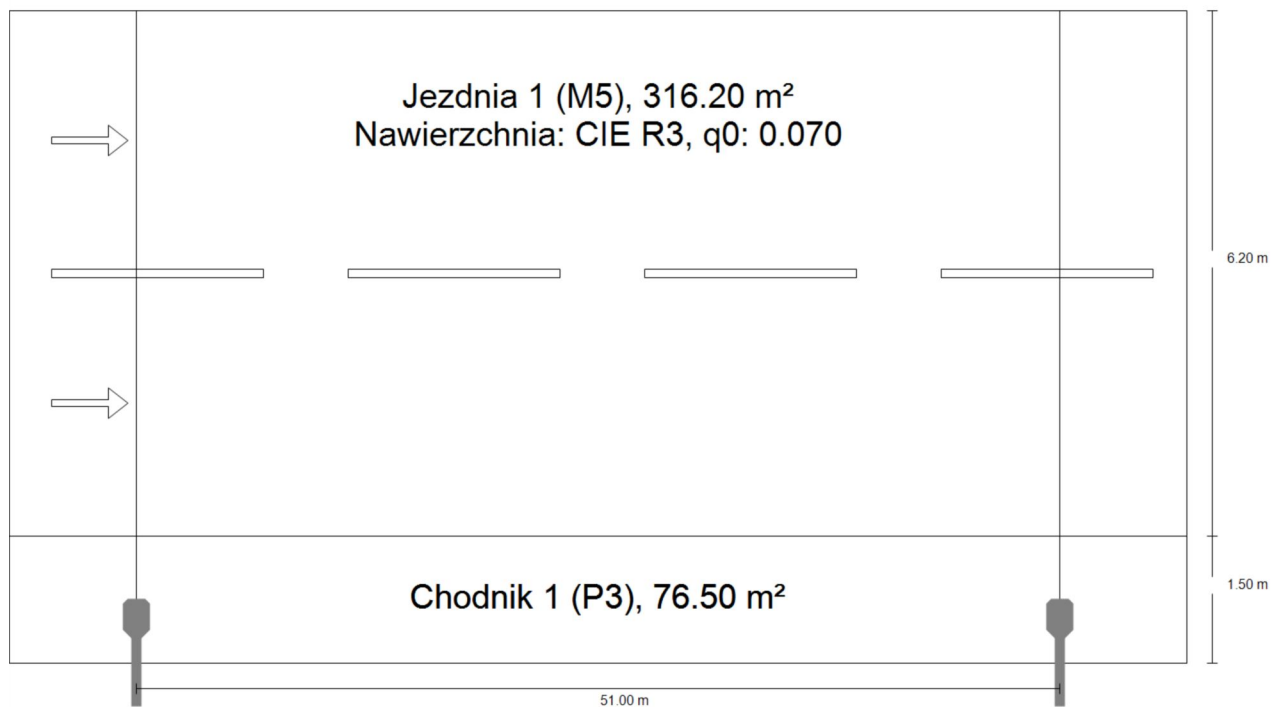 Jezdnia 1 (M5), 316.20 m²
Nawierzchnia: CIE R3, q0: 0.070
6.20 m
Chodnik 1 (P3), 76.50 m²
1.50 m
51.00 m